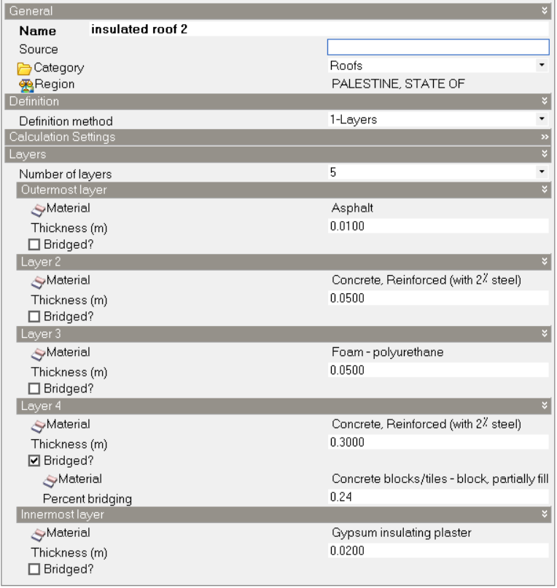 General
Name insulated roof 2
Source
Category Roofs
Region PALESTINE, STATE OF
Definition
Definition method 1-Layers
Calculation Settings
Layers
Number of layers 5
Outermost layer
Material Asphalt
Thickness (m) 0.0100
Bridged?
Layer 2
Material Concrete, Reinforced (with 2% steel)
Thickness (m) 0.0500
Bridged?
Layer 3
Material Foam - polyurethane
Thickness (m) 0.0500
Bridged?
Layer 4
Material Concrete, Reinforced (with 2% steel)
Thickness (m) 0.3000
Bridged?
Material Concrete blocks/tiles - block, partially fill
Percent bridging 0.24
Innermost layer
Material Gypsum insulating plaster
Thickness (m) 0.0200
Bridged?